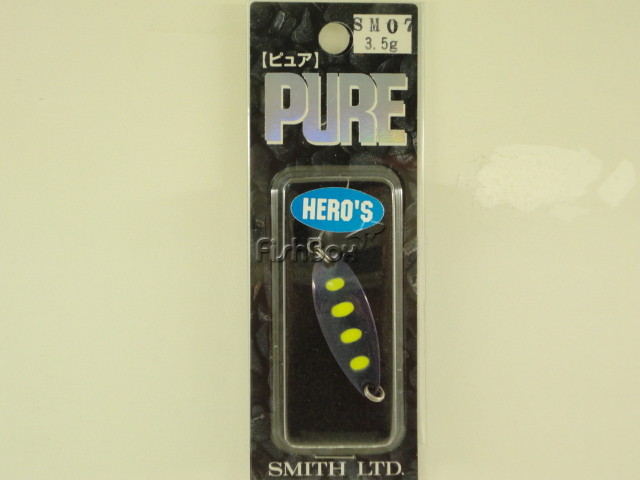 SM07
3.5g
【ピュア】
PURE
HERO'S
FishBox
SMITH LTD.